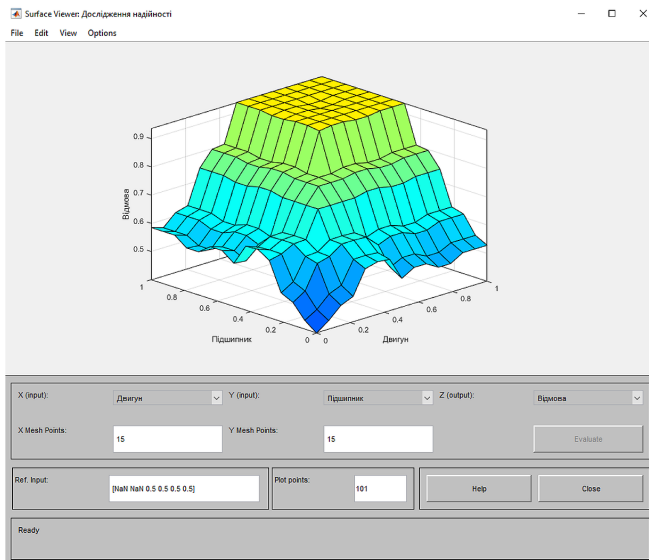 Surface Viewer: Дослідження надійності
File Edit View Options
0.9
0.8
0.7
0.6
0.5
Відмова
1
0.8
0.6
0.4
0.2
0
Підшипник
0
0.2
0.4
0.6
0.8
1
Двигун
X (input): Двигун Y (input): Підшипник Z (output): Відмова
X Mesh Points: 15 Y Mesh Points: 15 Evaluate
Ref. Input: [NaN NaN 0.5 0.5 0.5 0.5] Plot points: 101 Help Close
Ready